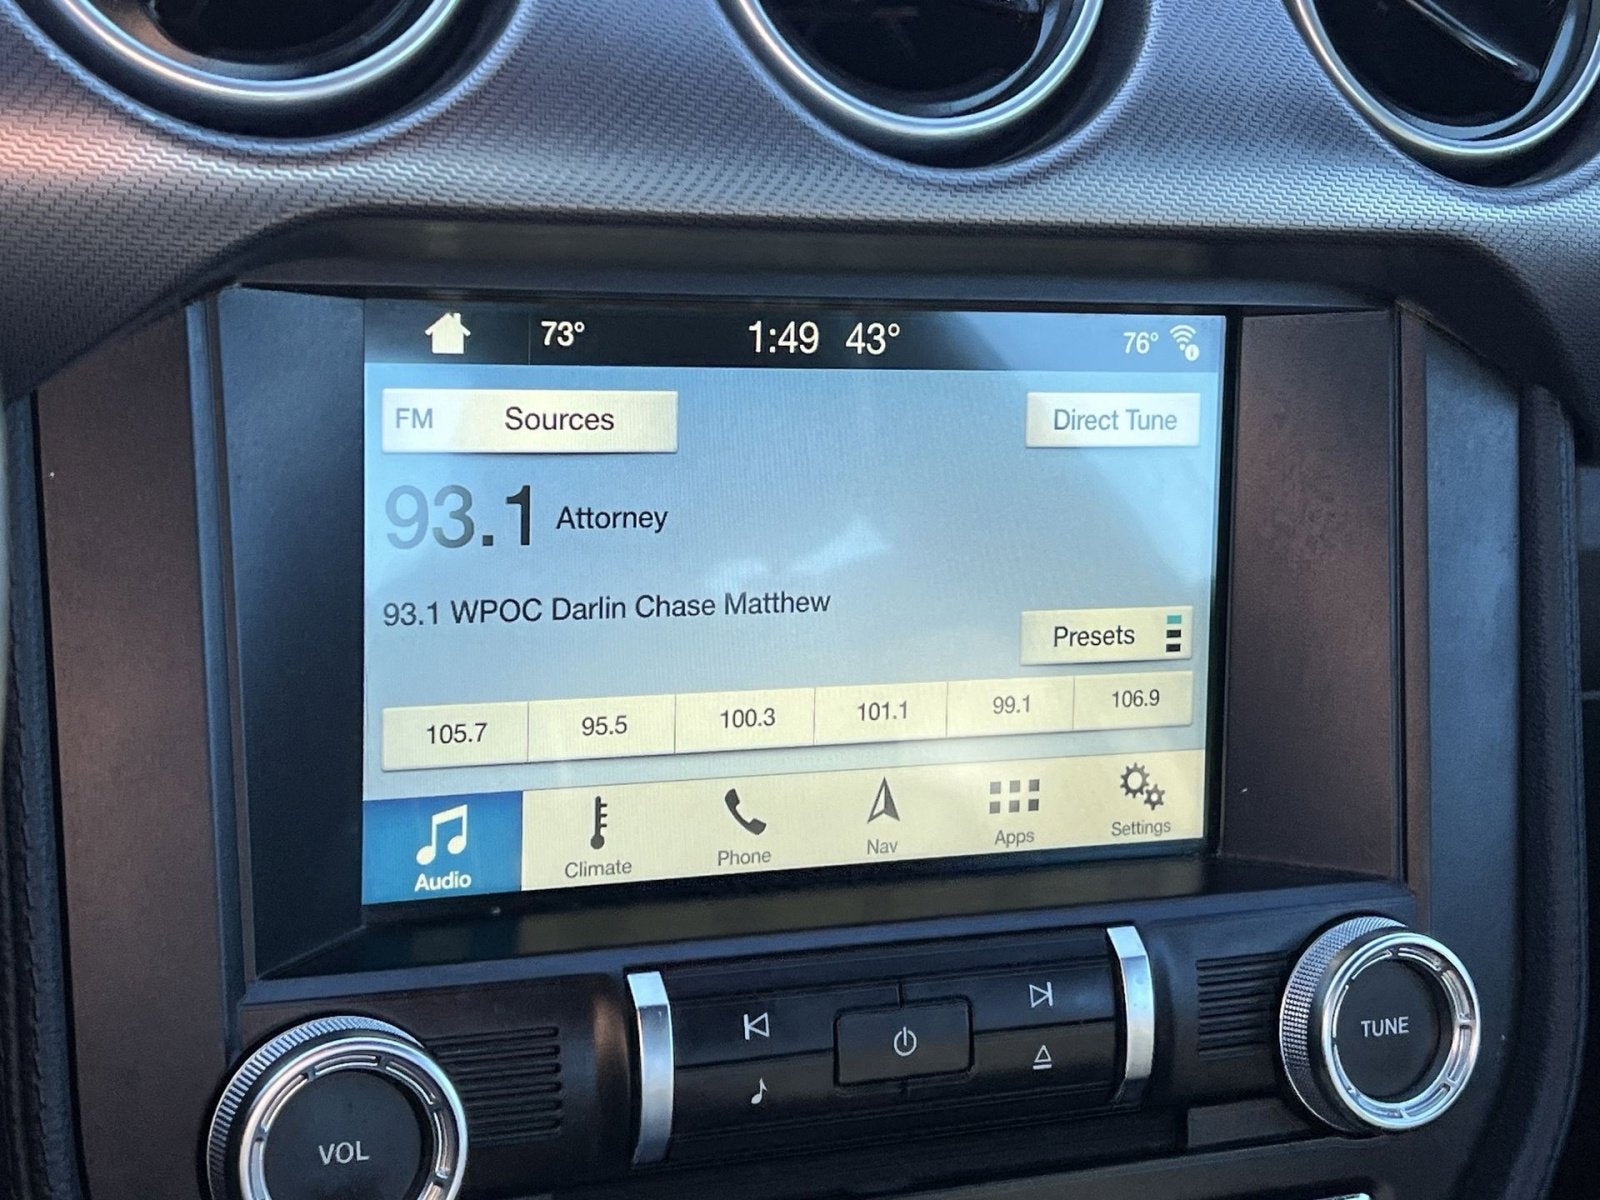 73° 1:49 43° 76°
FM Sources Direct Tune
93.1 Attorney
93.1 WPOC Darlin Chase Matthew
Presets
105.7 95.5 100.3 101.1 99.1 106.9
Audio Climate Phone Nav Apps Settings
VOL TUNE